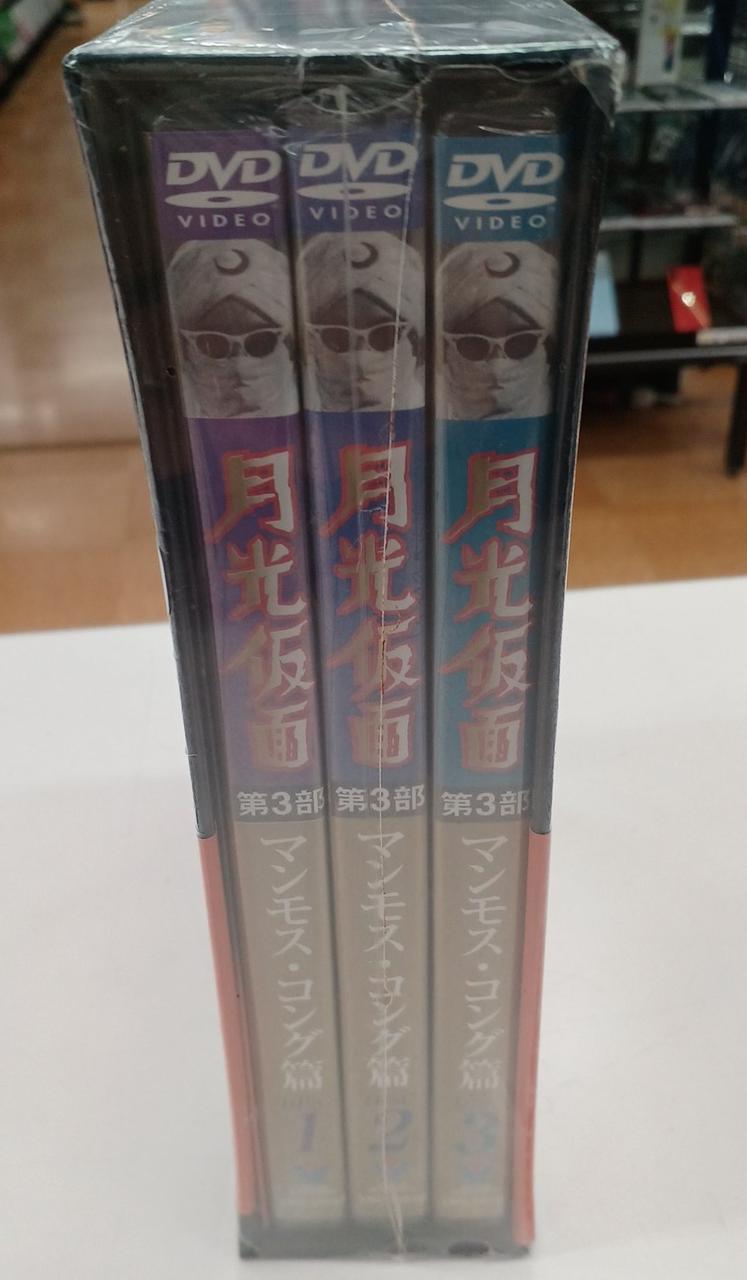 DVD
VIDEO
月光仮面
第3部
マンモス・コング篇
1
DVD
VIDEO
月光仮面
第3部
マンモス・コング篇
2
DVD
VIDEO
月光仮面
第3部
マンモス・コング篇
3